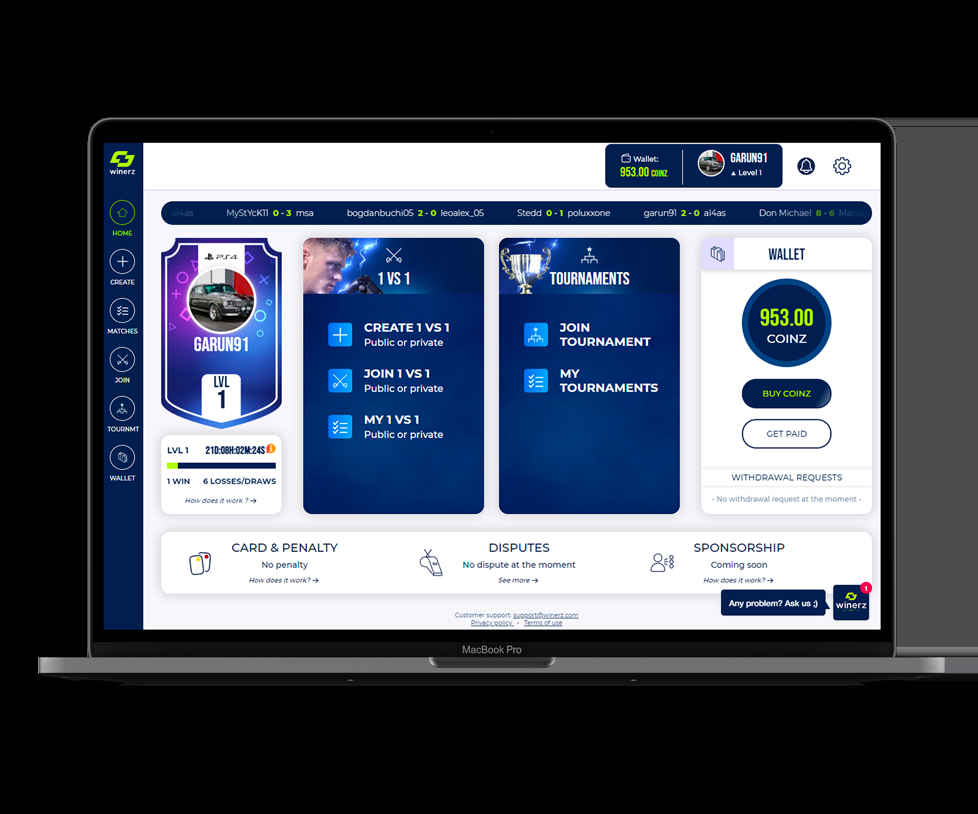 winerz
Wallet:
953.00 COINZ
GARUN91
▲ Level 1
al4as
MyStYcK11 0 - 3 msa
bogdanbuchi05 2 - 0 leoalex_05
Stedd 0 - 1 poluxxone
garun91 2 - 0 al4as
Don Michael 8 - 6
HOME
CREATE
MATCHES
JOIN
TOURNMT
WALLET
PS4
GARUN91
LVL
1
LVL 1 21D:08H:02M:24S
1 WIN 6 LOSSES/DRAWS
How does it work ? →
1 VS 1
CREATE 1 VS 1
Public or private
JOIN 1 VS 1
Public or private
MY 1 VS 1
Public or private
TOURNAMENTS
JOIN
TOURNAMENT
MY
TOURNAMENTS
WALLET
953.00
COINZ
BUY COINZ
GET PAID
WITHDRAWAL REQUESTS
- No withdrawal request at the moment -
CARD & PENALTY
No penalty
How does it work? →
DISPUTES
No dispute at the moment
See more →
SPONSORSHIP
Coming soon
How does it work? →
Any problem? Ask us ;)
1
winerz
Customer support: support@winerz.com
Privacy policy - Terms of use
MacBook Pro